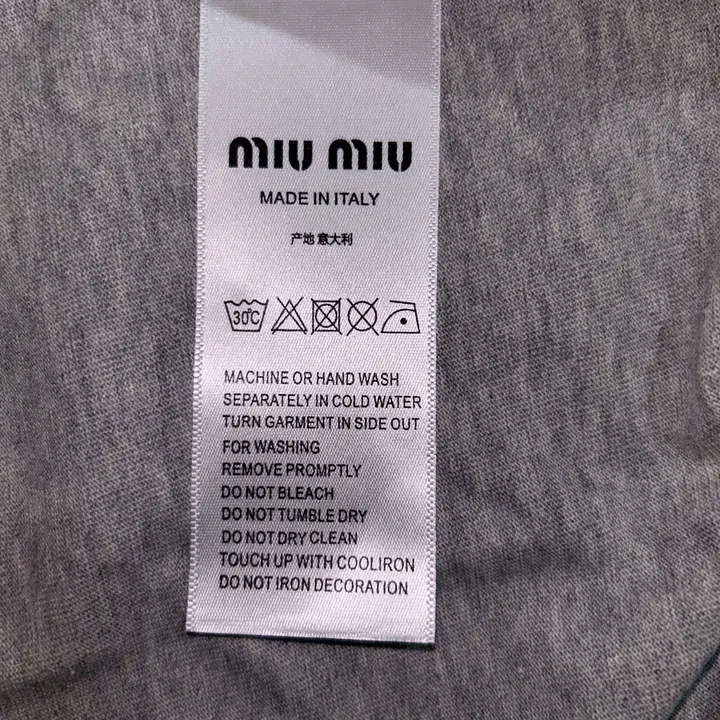 MIU MIU
MADE IN ITALY
产地 意大利
30℃
MACHINE OR HAND WASH
SEPARATELY IN COLD WATER
TURN GARMENT IN SIDE OUT
FOR WASHING
REMOVE PROMPTLY
DO NOT BLEACH
DO NOT TUMBLE DRY
DO NOT DRY CLEAN
TOUCH UP WITH COOLIRON
DO NOT IRON DECORATION